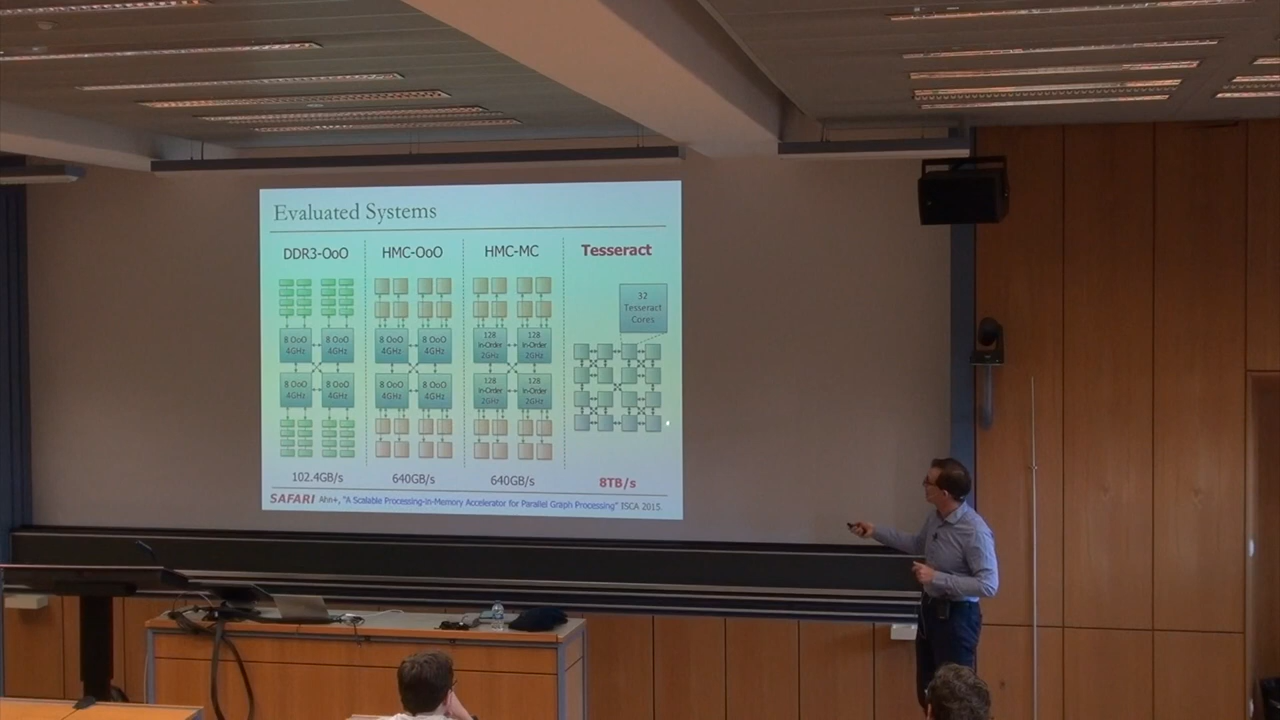 Evaluated Systems
DDR3-OoO
HMC-OoO
HMC-MC
Tesseract
32
Tesseract
Cores
8 OoO
4GHz
8 OoO
4GHz
8 OoO
4GHz
8 OoO
4GHz
128
In-Order
2GHz
128
In-Order
2GHz
8 OoO
4GHz
8 OoO
4GHz
8 OoO
4GHz
8 OoO
4GHz
128
In-Order
2GHz
128
In-Order
2GHz
102.4GB/s
640GB/s
640GB/s
8TB/s
SAFARI Ahn+, "A Scalable Processing-in-Memory Accelerator for Parallel Graph Processing" ISCA 2015.